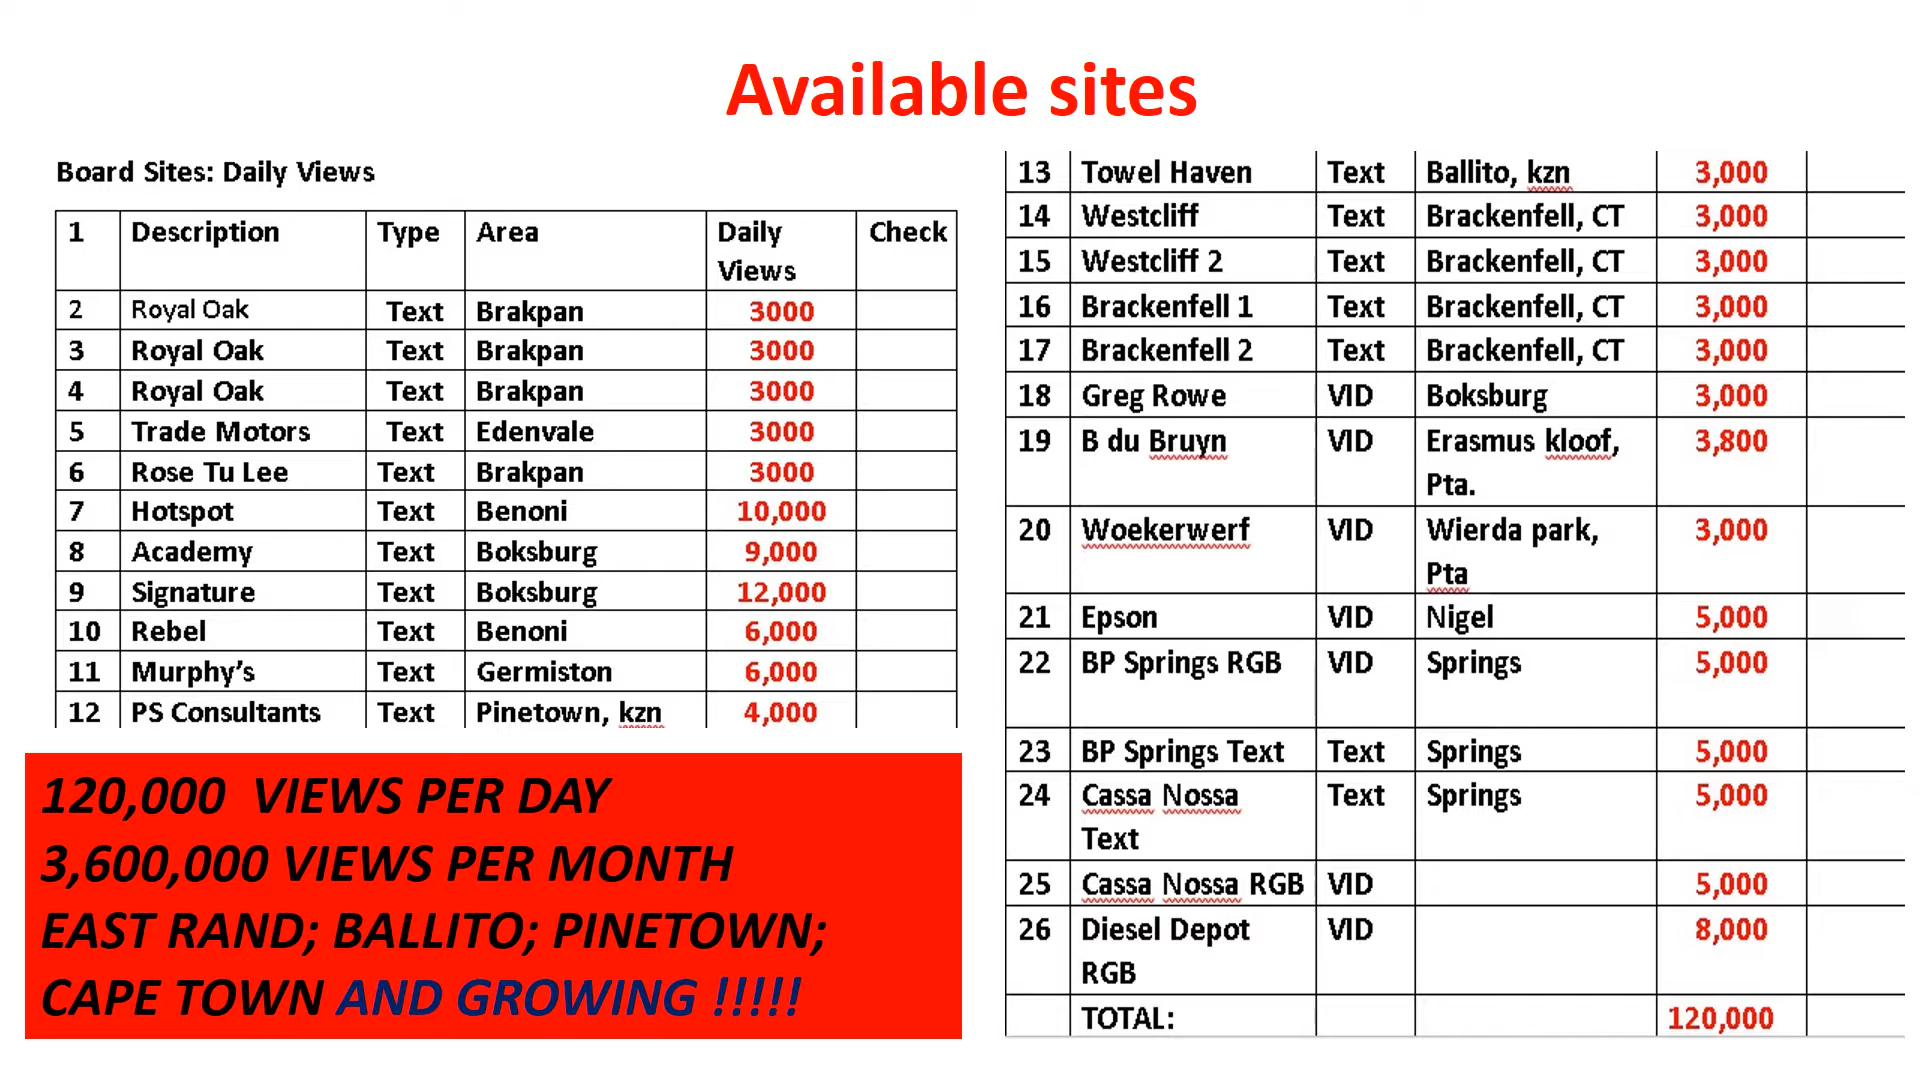 Available sites
Board Sites: Daily Views
1 Description Type Area Daily Views Check
2 Royal Oak Text Brakpan 3000
3 Royal Oak Text Brakpan 3000
4 Royal Oak Text Brakpan 3000
5 Trade Motors Text Edenvale 3000
6 Rose Tu Lee Text Brakpan 3000
7 Hotspot Text Benoni 10,000
8 Academy Text Boksburg 9,000
9 Signature Text Boksburg 12,000
10 Rebel Text Benoni 6,000
11 Murphy’s Text Germiston 6,000
12 PS Consultants Text Pinetown, kzn 4,000
13 Towel Haven Text Ballito, kzn 3,000
14 Westcliff Text Brackenfell, CT 3,000
15 Westcliff 2 Text Brackenfell, CT 3,000
16 Brackenfell 1 Text Brackenfell, CT 3,000
17 Brackenfell 2 Text Brackenfell, CT 3,000
18 Greg Rowe VID Boksburg 3,000
19 B du Bruyn VID Erasmus kloof, Pta. 3,800
20 Woekerwerf VID Wierda park, Pta 3,000
21 Epson VID Nigel 5,000
22 BP Springs RGB VID Springs 5,000
23 BP Springs Text Text Springs 5,000
24 Cassa Nossa Text Text Springs 5,000
25 Cassa Nossa RGB VID 5,000
26 Diesel Depot RGB VID 8,000
TOTAL: 120,000
120,000 VIEWS PER DAY
3,600,000 VIEWS PER MONTH
EAST RAND; BALLITO; PINETOWN;
CAPE TOWN AND GROWING !!!!!